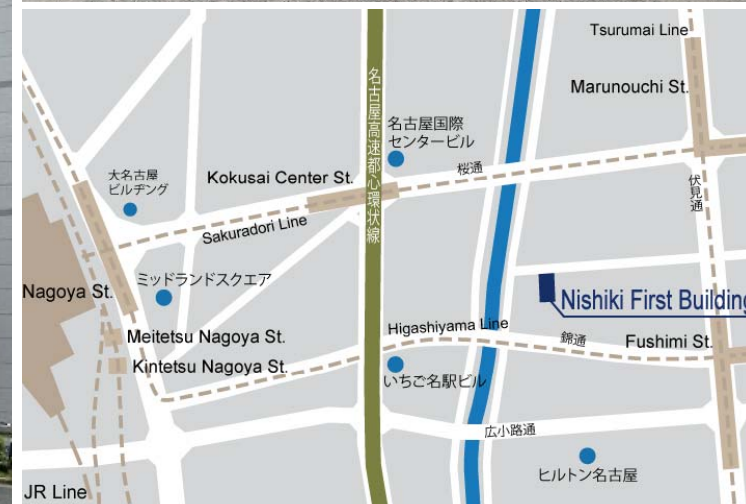 Tsurumai Line
Marunouchi St.
名古屋高速都心環状線
名古屋国際
センタービル
桜通
大名古屋
ビルヂング
Kokusai Center St.
Sakuradori Line
伏見通
Nagoya St.
ミッドランドスクエア
Nishiki First Building
Meitetsu Nagoya St.
Higashiyama Line
錦通
Fushimi St.
Kintetsu Nagoya St.
いちご名駅ビル
広小路通
ヒルトン名古屋
JR Line